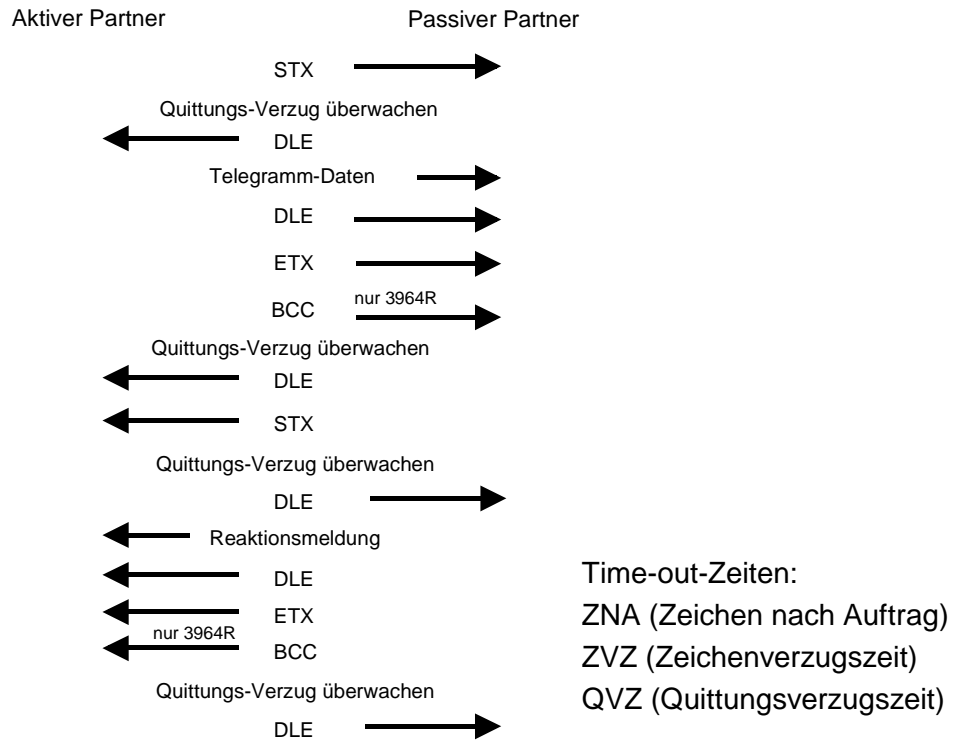 Aktiver Partner
Passiver Partner
STX
Quittungs-Verzug überwachen
DLE
Telegramm-Daten
DLE
ETX
BCC
nur 3964R
Quittungs-Verzug überwachen
DLE
STX
Quittungs-Verzug überwachen
DLE
Reaktionsmeldung
DLE
ETX
nur 3964R
BCC
Quittungs-Verzug überwachen
DLE
Time-out-Zeiten:
ZNA (Zeichen nach Auftrag)
ZVZ (Zeichenverzugszeit)
QVZ (Quittungsverzugszeit)